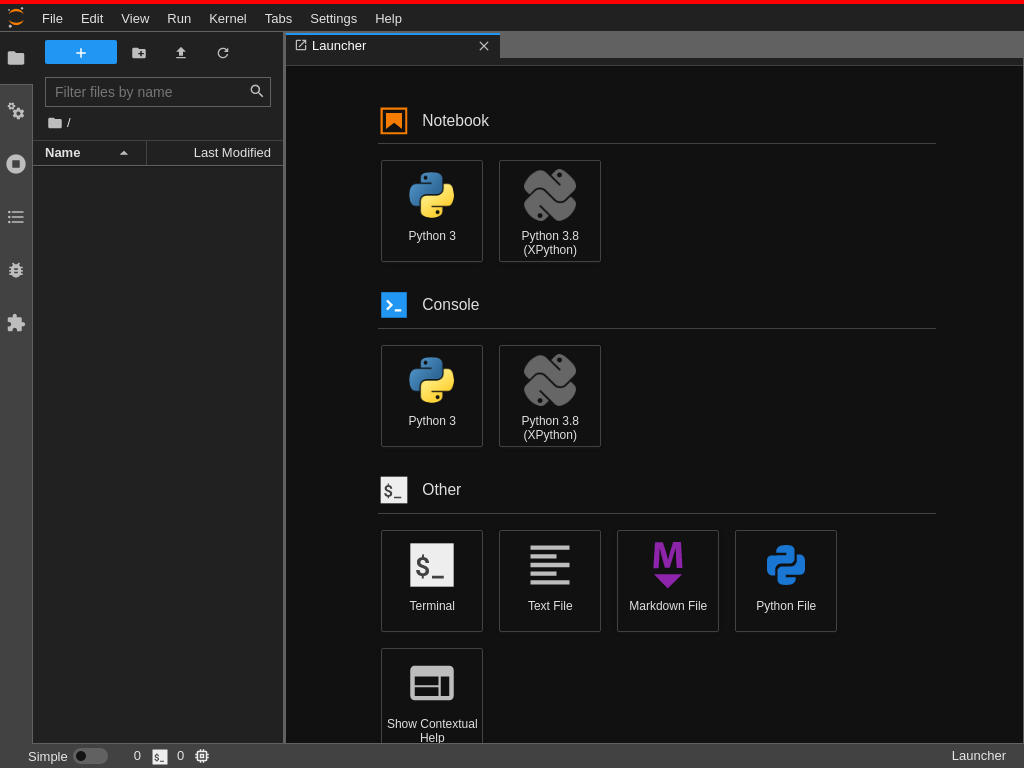 File Edit View Run Kernel Tabs Settings Help
Launcher
Filter files by name
/
Name Last Modified
Notebook
Python 3
Python 3.8
(XPython)
Console
Python 3
Python 3.8
(XPython)
Other
$_
Terminal
Text File
Markdown File
Python File
Show Contextual
Help
Simple 0 $_ 0 Launcher